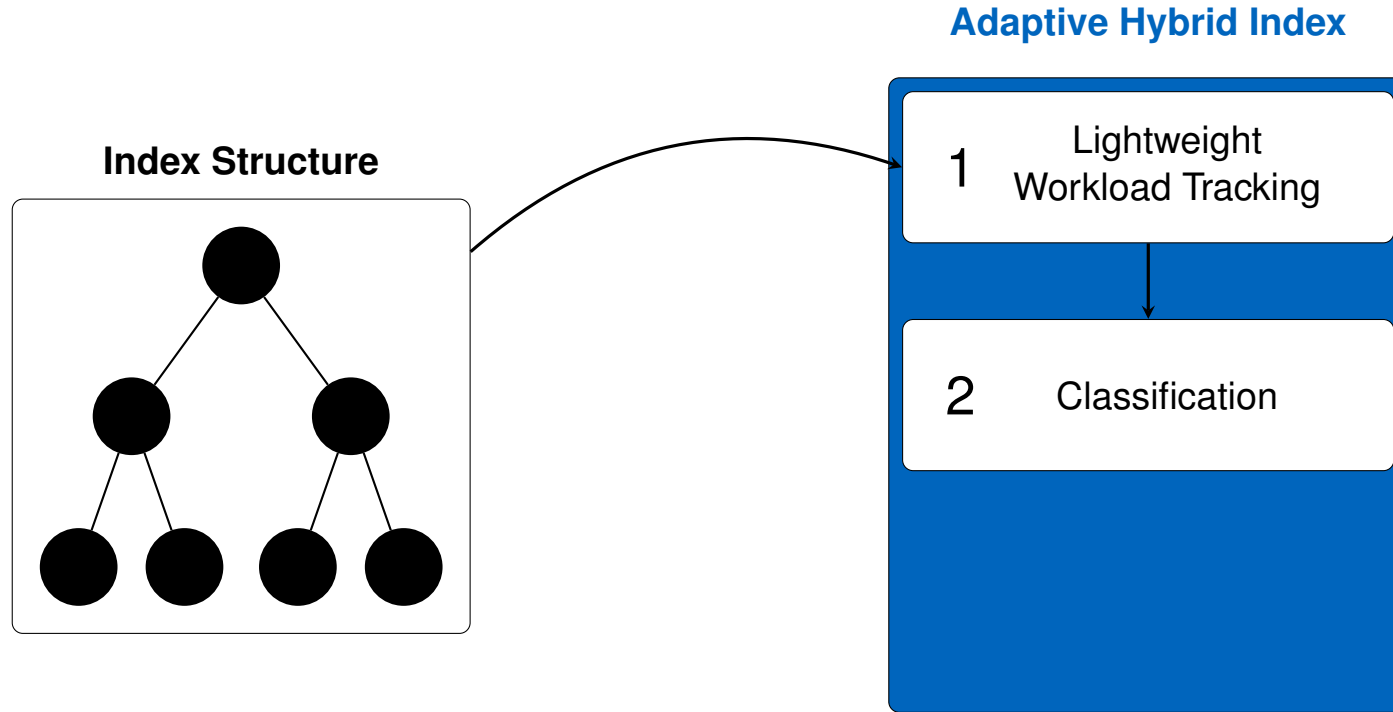 Adaptive Hybrid Index
Index Structure
1
Lightweight
Workload Tracking
2
Classification